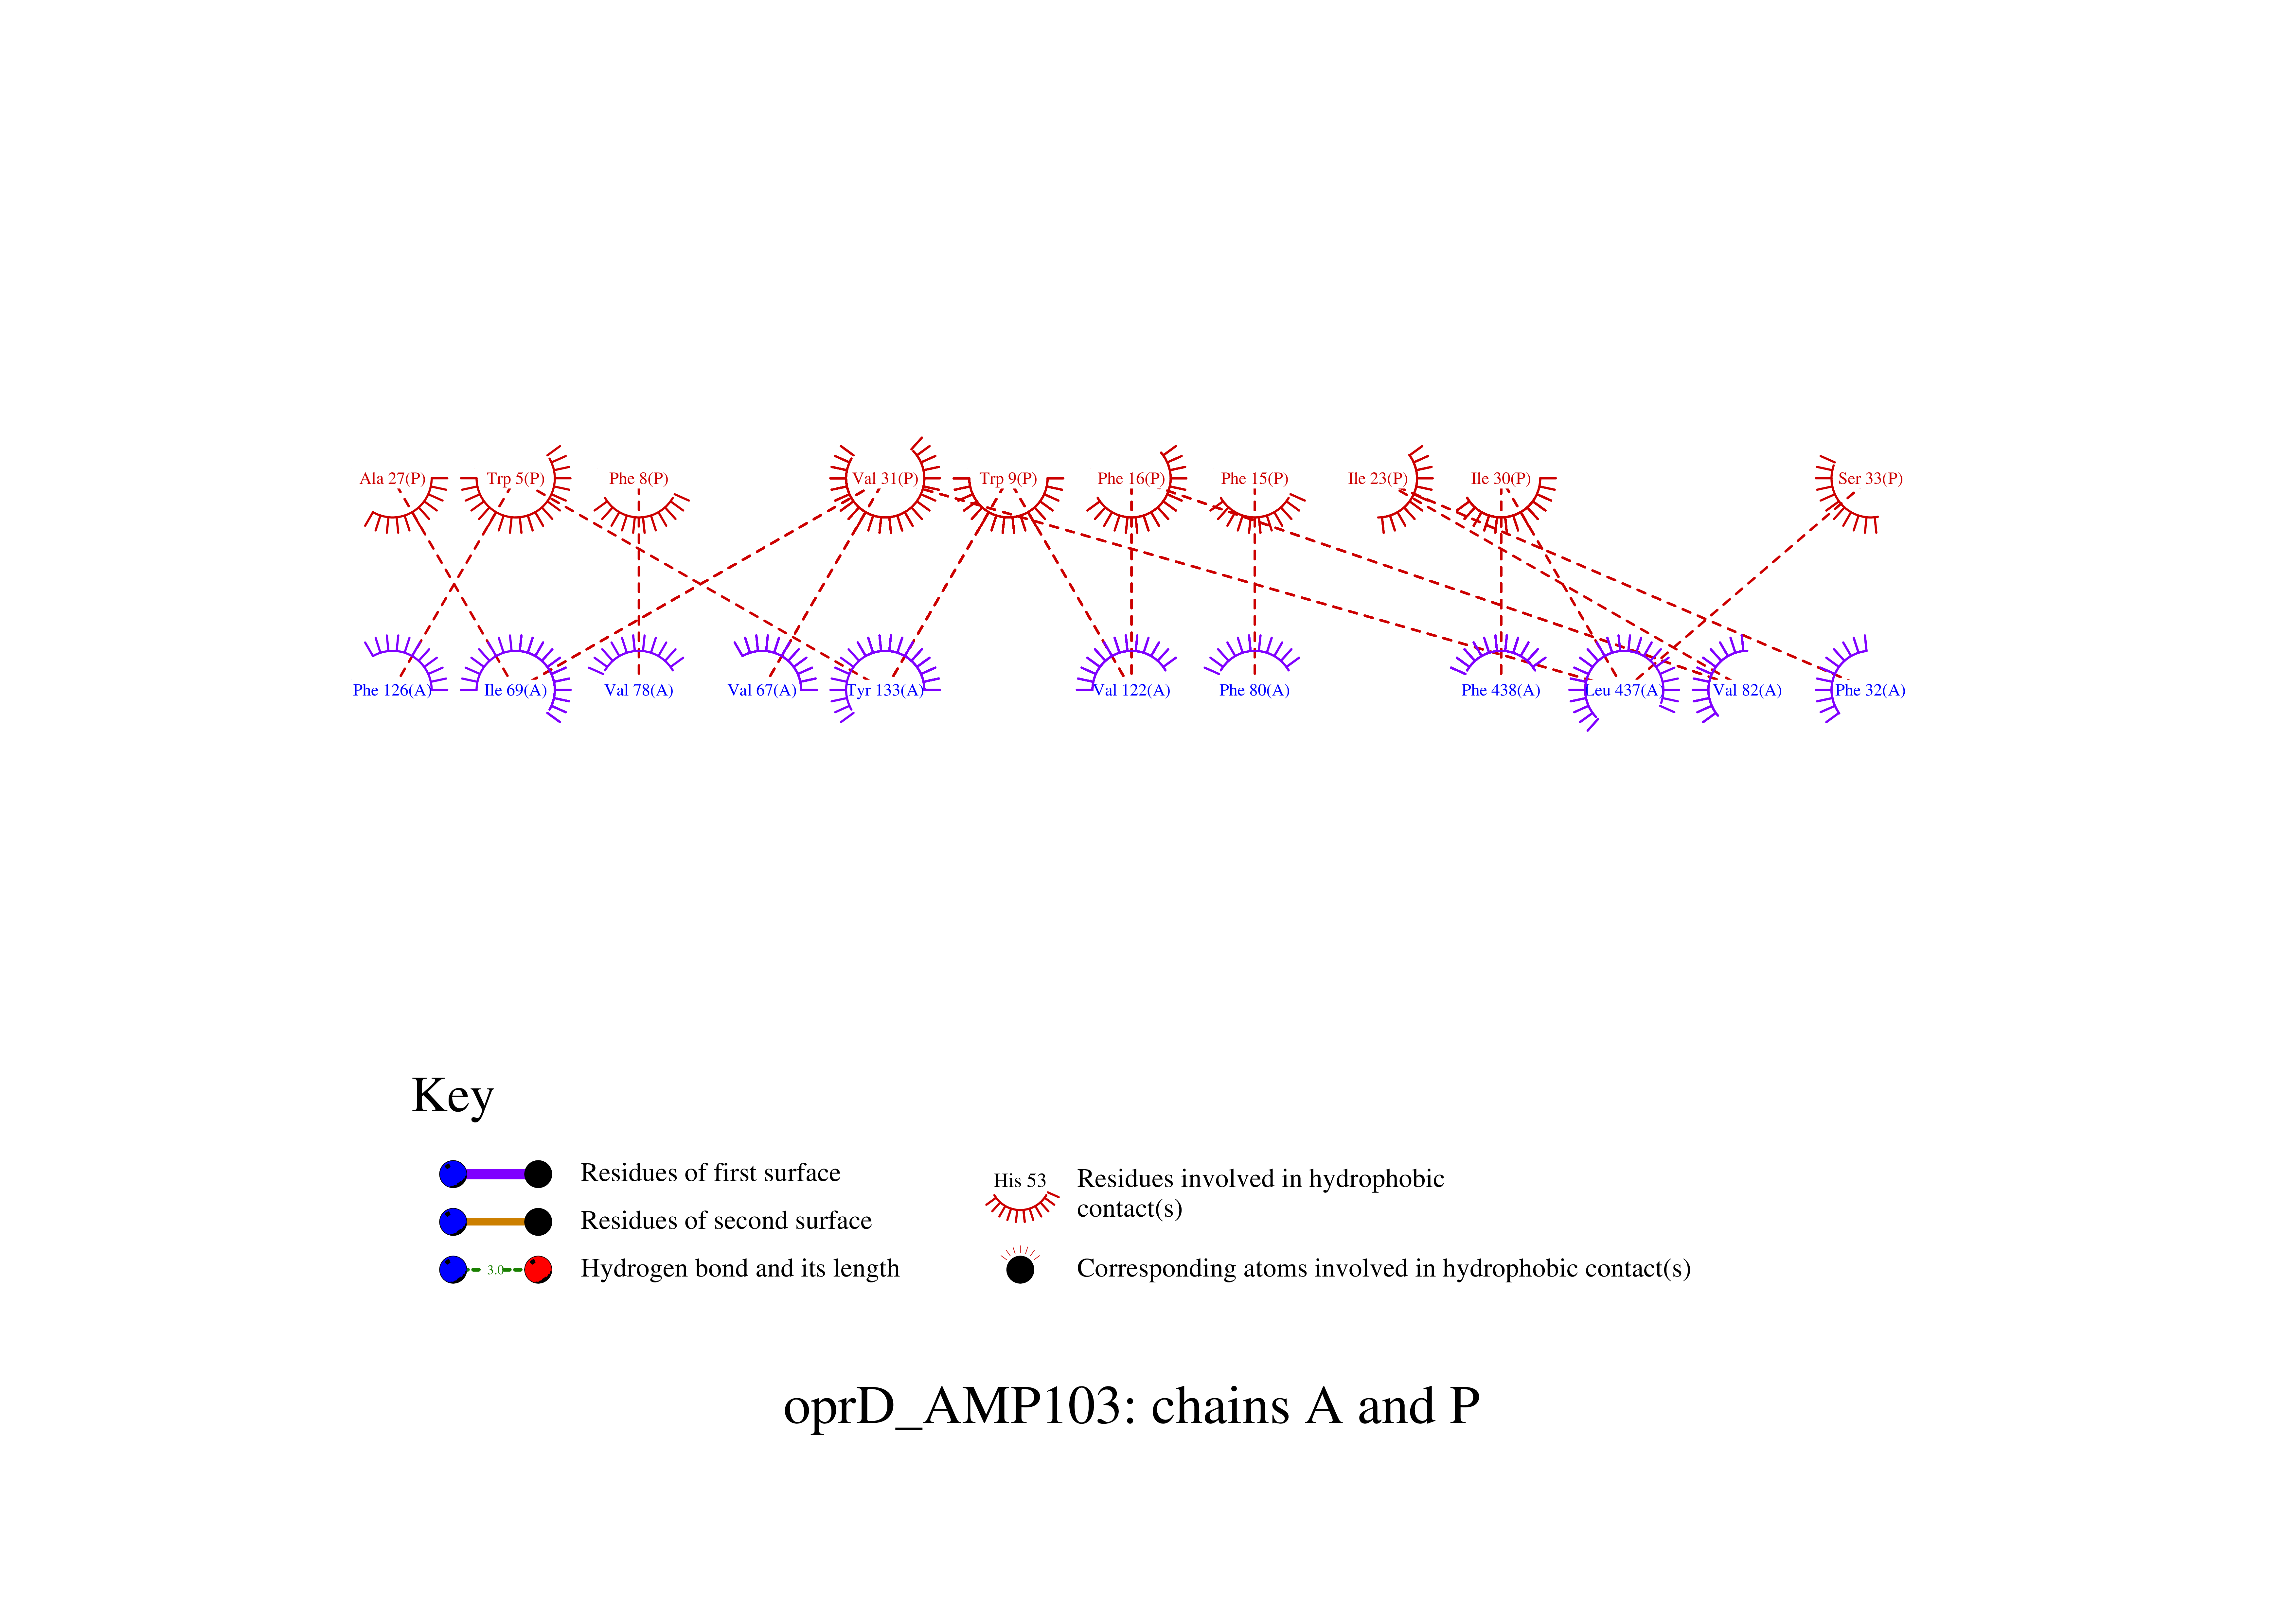 Ala 27(P) Trp 5(P) Phe 8(P) Val 31(P) Trp 9(P) Phe 16(P) Phe 15(P) Ile 23(P) Ile 30(P) Ser 33(P)
Phe 126(A) Ile 69(A) Val 78(A) Val 67(A) Tyr 133(A) Val 122(A) Phe 80(A) Phe 438(A) Leu 437(A) Val 82(A) Phe 32(A)
Key
Residues of first surface
Residues of second surface
3.0 Hydrogen bond and its length
His 53 Residues involved in hydrophobic
contact(s)
Corresponding atoms involved in hydrophobic contact(s)
oprD_AMP103: chains A and P